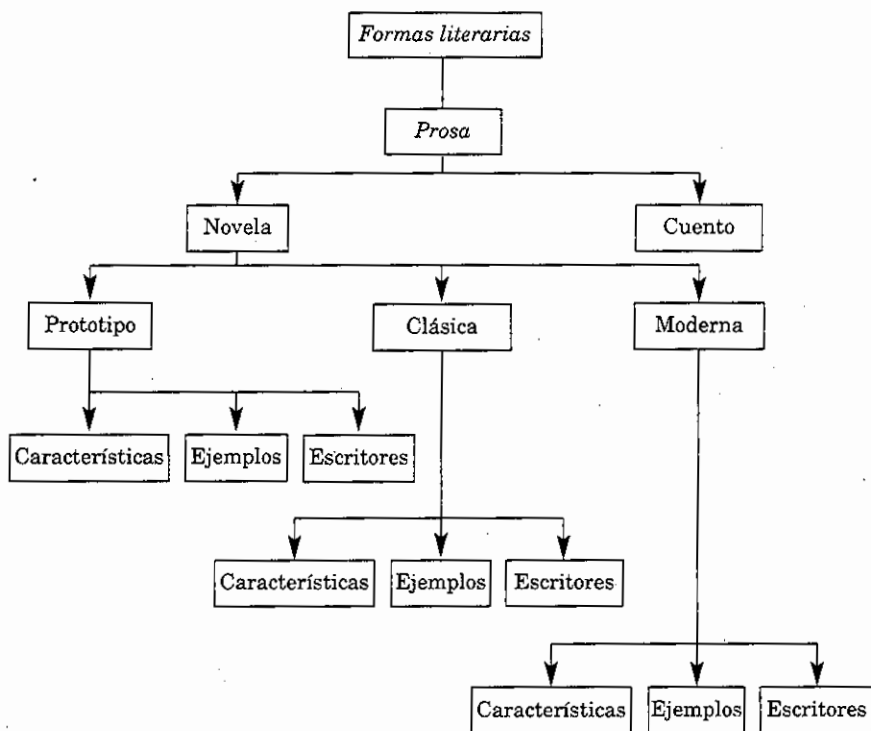 Formas literarias
Prosa
Novela
Cuento
Prototipo
Clásica
Moderna
Características
Ejemplos
Escritores
Características
Ejemplos
Escritores
Características
Ejemplos
Escritores